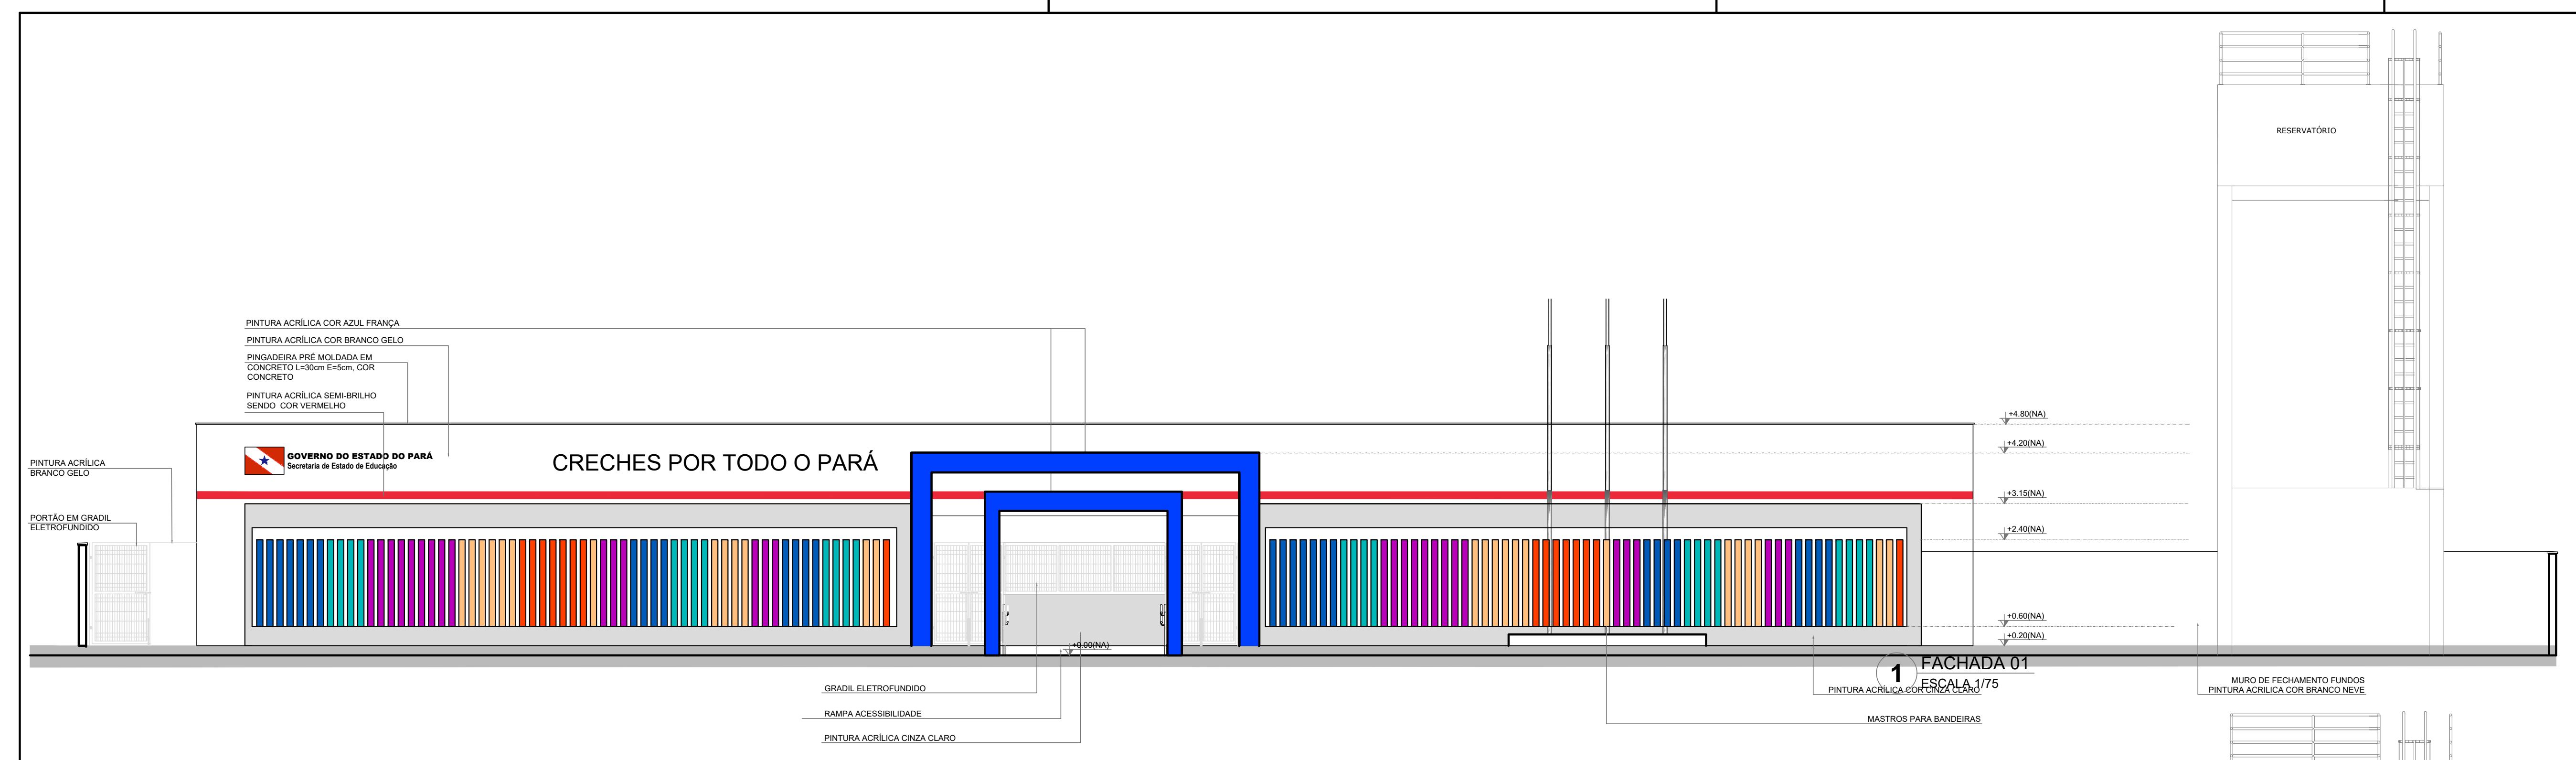 RESERVATÓRIO
PINTURA ACRÍLICA COR AZUL FRANÇA
PINTURA ACRÍLICA COR BRANCO GELO
PINGADEIRA PRÉ MOLDADA EM
CONCRETO L=30cm E=5cm, COR
CONCRETO
PINTURA ACRÍLICA SEMI-BRILHO
SENDO COR VERMELHO
+4.80(NA)
+4.20(NA)
+3.15(NA)
+2.40(NA)
+0.60(NA)
+0.20(NA)
GOVERNO DO ESTADO DO PARÁ
Secretaria de Estado de Educação
CRECHES POR TODO O PARÁ
PINTURA ACRÍLICA
BRANCO GELO
PORTÃO EM GRADIL
ELETROFUNDIDO
+0.00(NA)
1
FACHADA 01
ESCALA 1/75
GRADIL ELETROFUNDIDO
RAMPA ACESSIBILIDADE
PINTURA ACRÍLICA CINZA CLARO
PINTURA ACRÍLICA COR CINZA CLARO
MASTROS PARA BANDEIRAS
MURO DE FECHAMENTO FUNDOS
PINTURA ACRILICA COR BRANCO NEVE